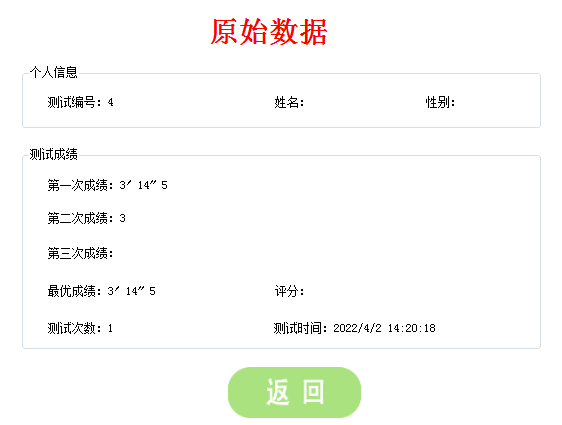 原始数据
个人信息
测试编号：4 姓名： 性别：
测试成绩
第一次成绩：3′ 14″ 5
第二次成绩：3
第三次成绩：
最优成绩：3′ 14″ 5 评分：
测试次数：1 测试时间：2022/4/2 14:20:18
返 回